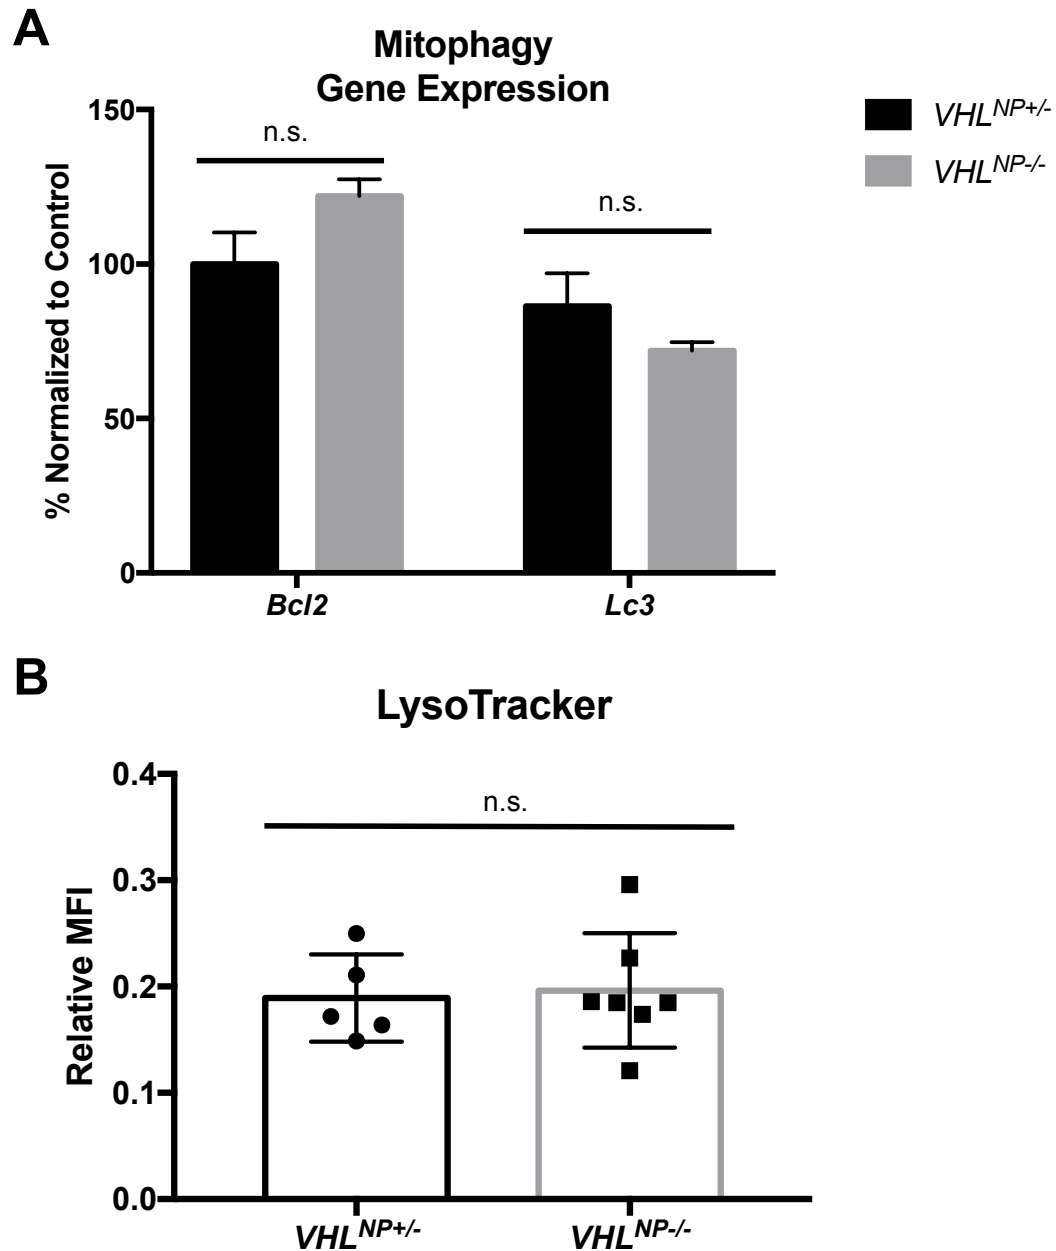 A
Mitophagy
Gene Expression
VHL^NP+/-
VHL^NP-/-
% Normalized to Control
150
100
50
0
n.s.
n.s.
Bcl2
Lc3
B
LysoTracker
Relative MFI
0.4
0.3
0.2
0.1
0.0
n.s.
VHL^NP+/-
VHL^NP-/-